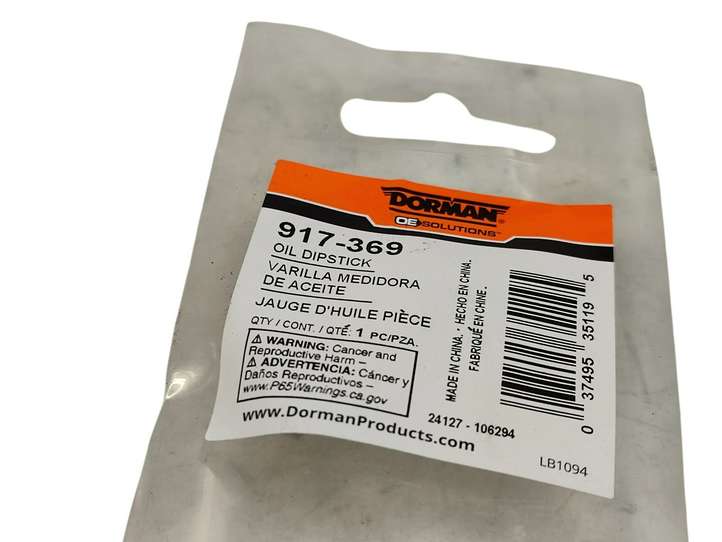 DORMAN®
OE SOLUTIONS™
917-369
OIL DIPSTICK
VARILLA MEDIDORA
DE ACEITE
JAUGE D'HUILE PIÈCE
QTY / CONT. / QTÉ: 1 PC/PZA.
⚠ WARNING: Cancer and
Reproductive Harm –
⚠ ADVERTENCIA: Cáncer y
Daños Reproductivos –
www.P65Warnings.ca.gov
www.DormanProducts.com
MADE IN CHINA. · HECHO EN CHINA.
FABRIQUÉ EN CHINE.
24127 - 106294
0 37495 35119 5
LB1094